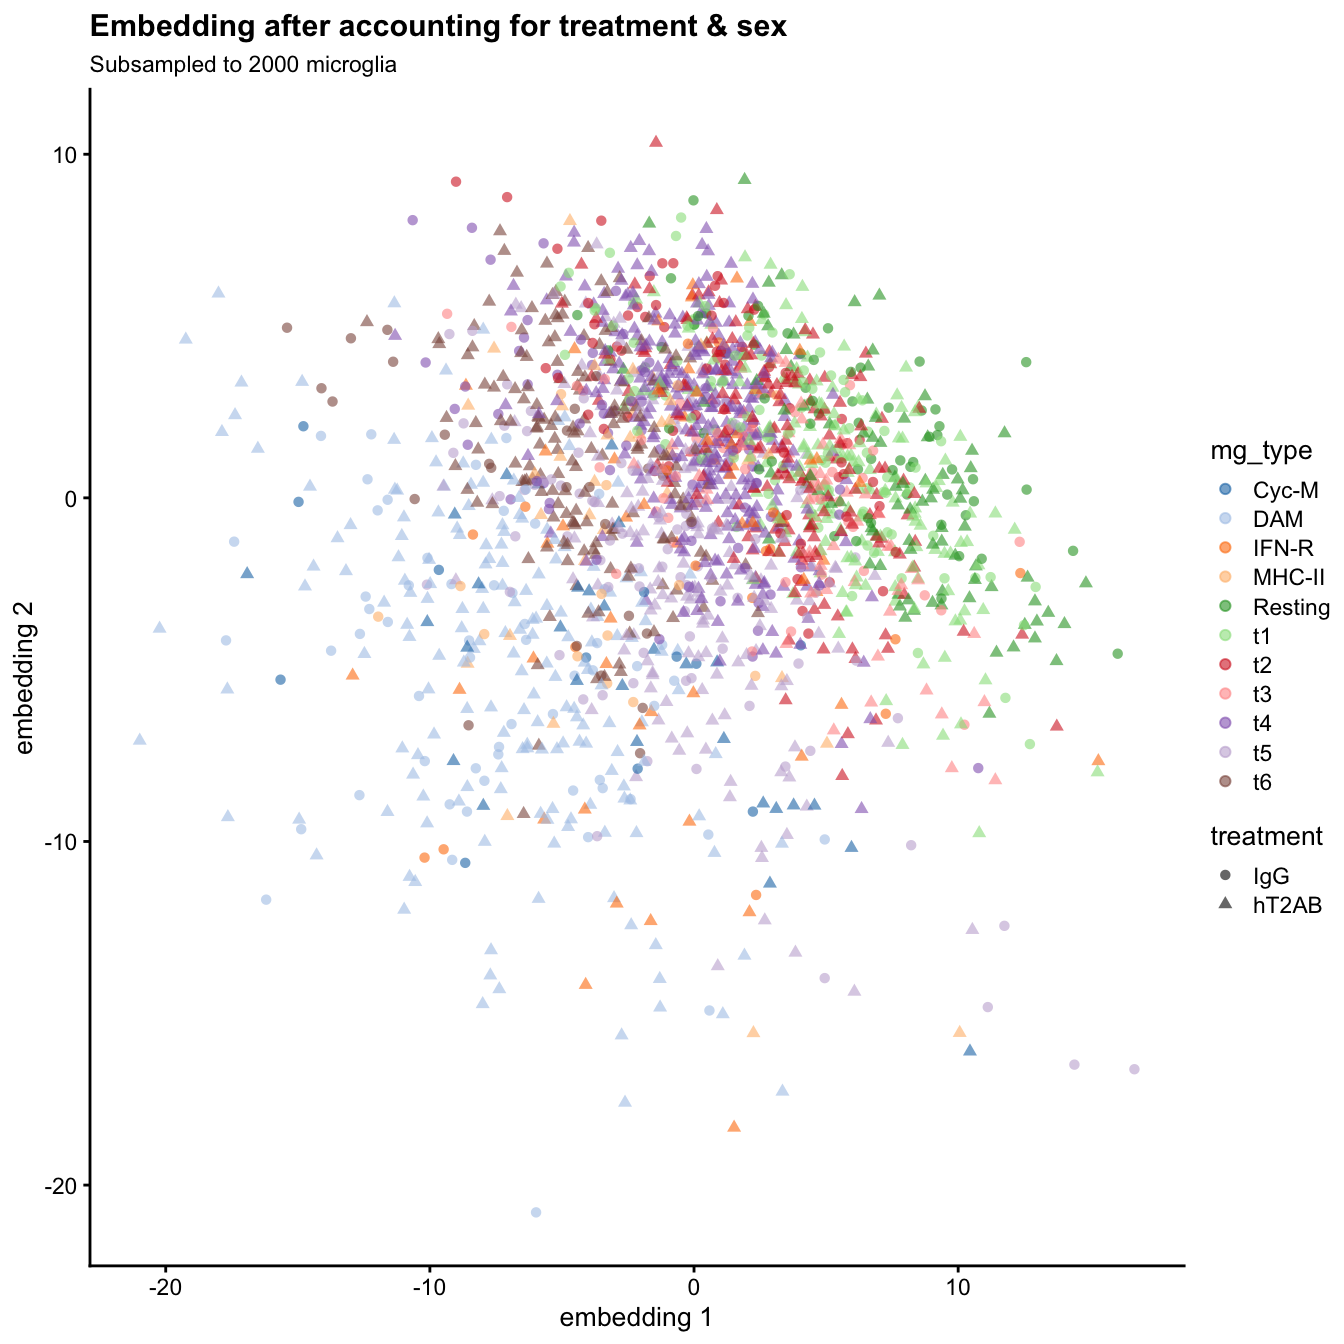 Embedding after accounting for treatment & sex
Subsampled to 2000 microglia
10
0
-10
-20
embedding 2
-20
-10
0
10
embedding 1
mg_type
Cyc-M
DAM
IFN-R
MHC-II
Resting
t1
t2
t3
t4
t5
t6
treatment
IgG
hT2AB